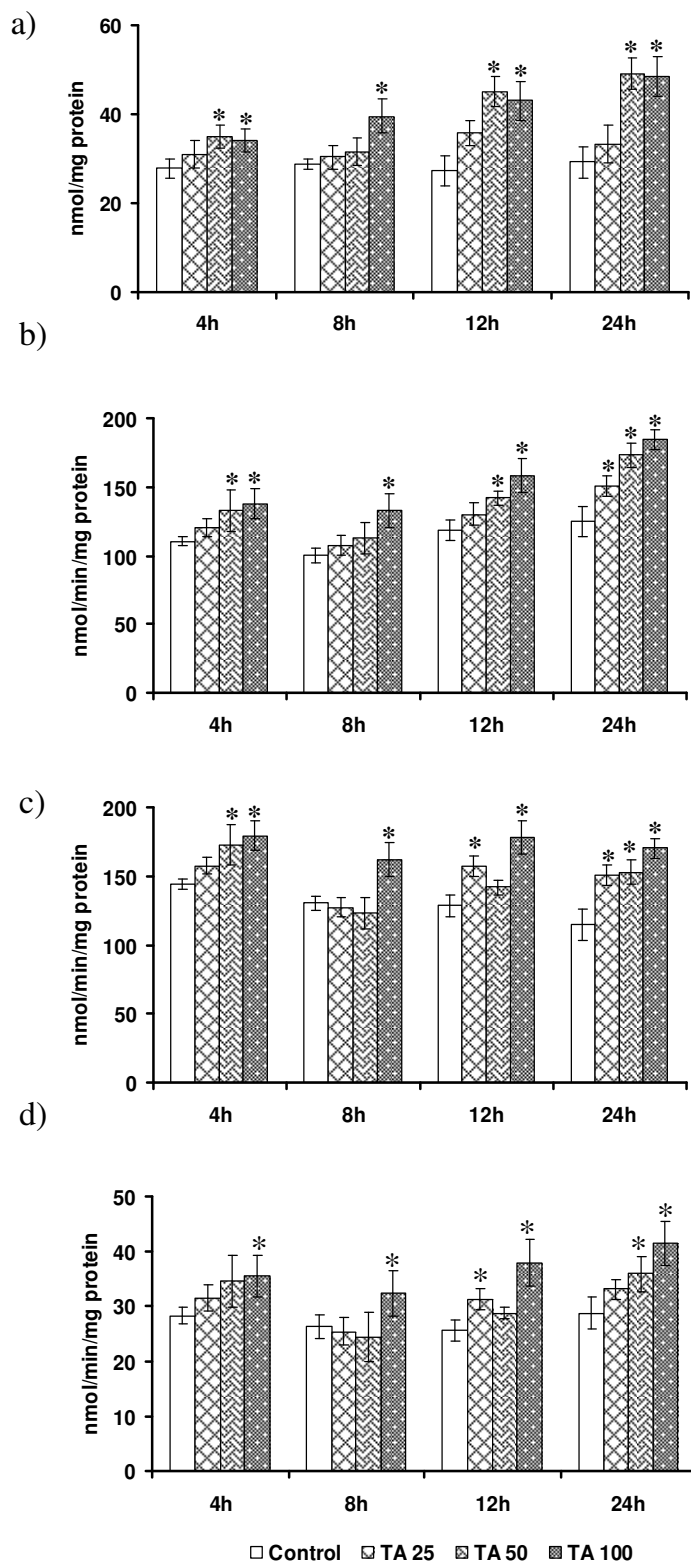 a)
nmol/mg protein
60
40
20
0
* * * * * * *
4h 8h 12h 24h
b)
nmol/min/mg protein
200
150
100
50
0
* * * * * * * *
4h 8h 12h 24h
c)
nmol/min/mg protein
200
150
100
50
0
* * * * * * * *
4h 8h 12h 24h
d)
nmol/min/mg protein
50
40
30
20
10
0
* * * * * *
4h 8h 12h 24h
Control TA 25 TA 50 TA 100